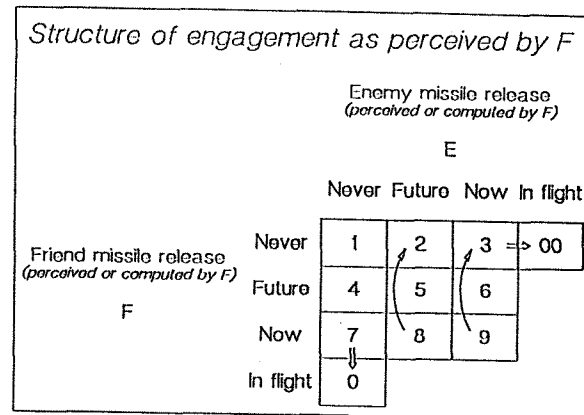 Structure of engagement as perceived by F
Enemy missile release
(perceived or computed by F)
E
Never Future Now In flight
Never 1 2 3 => 00
Friend missile release
(perceived or computed by F)
Future 4 5 6
F
Now 7 8 9
In flight 0